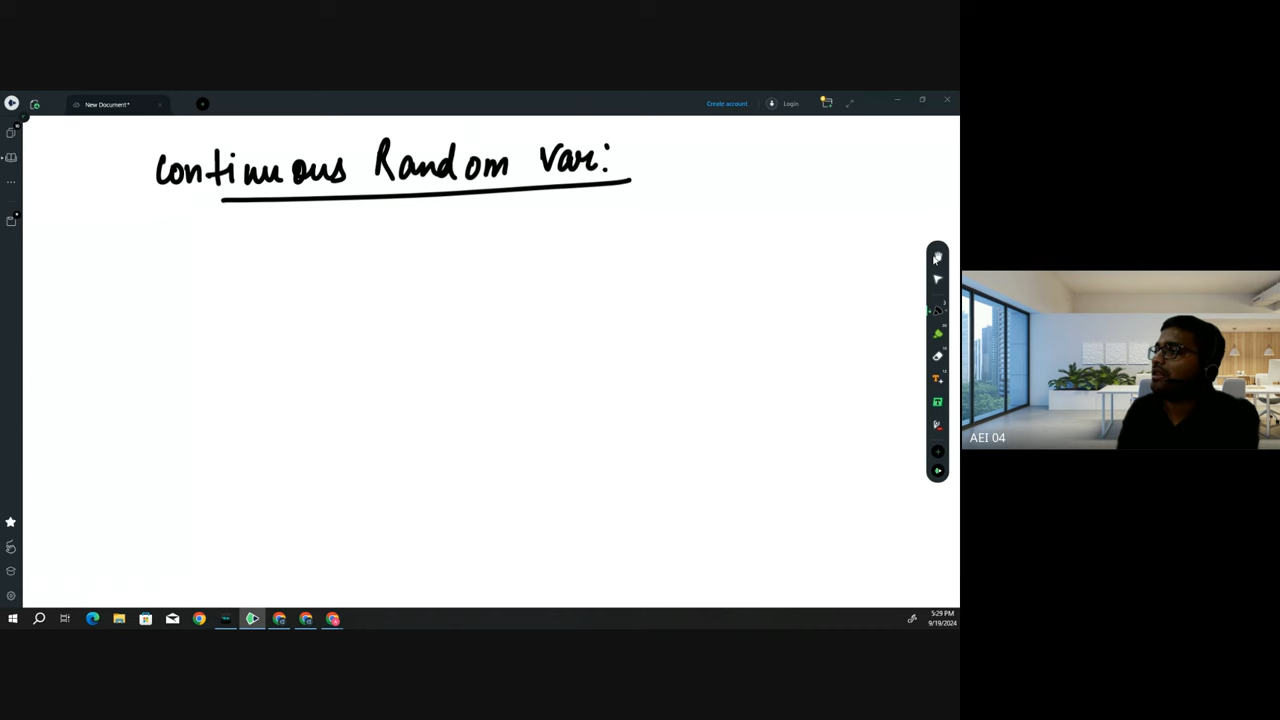 New Document*
Create account
Login
Continuous Random Var:
AEI 04
5:29 PM
9/19/2024